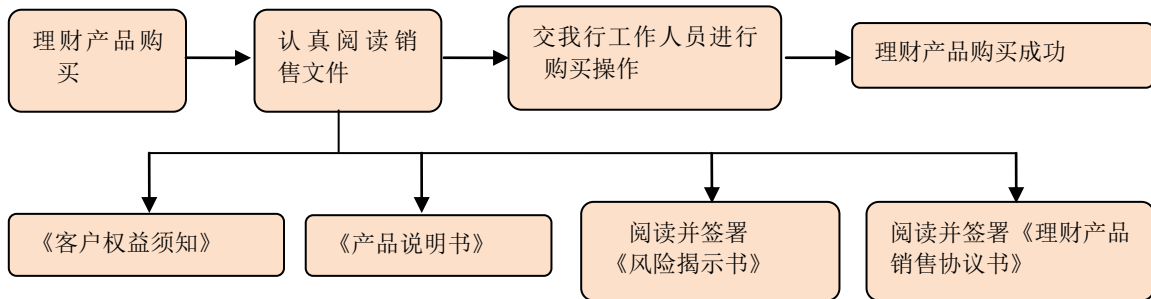 理财产品购
买
认真阅读销
售文件
交我行工作人员进行
购买操作
理财产品购买成功
《客户权益须知》
《产品说明书》
阅读并签署
《风险揭示书》
阅读并签署《理财产品
销售协议书》